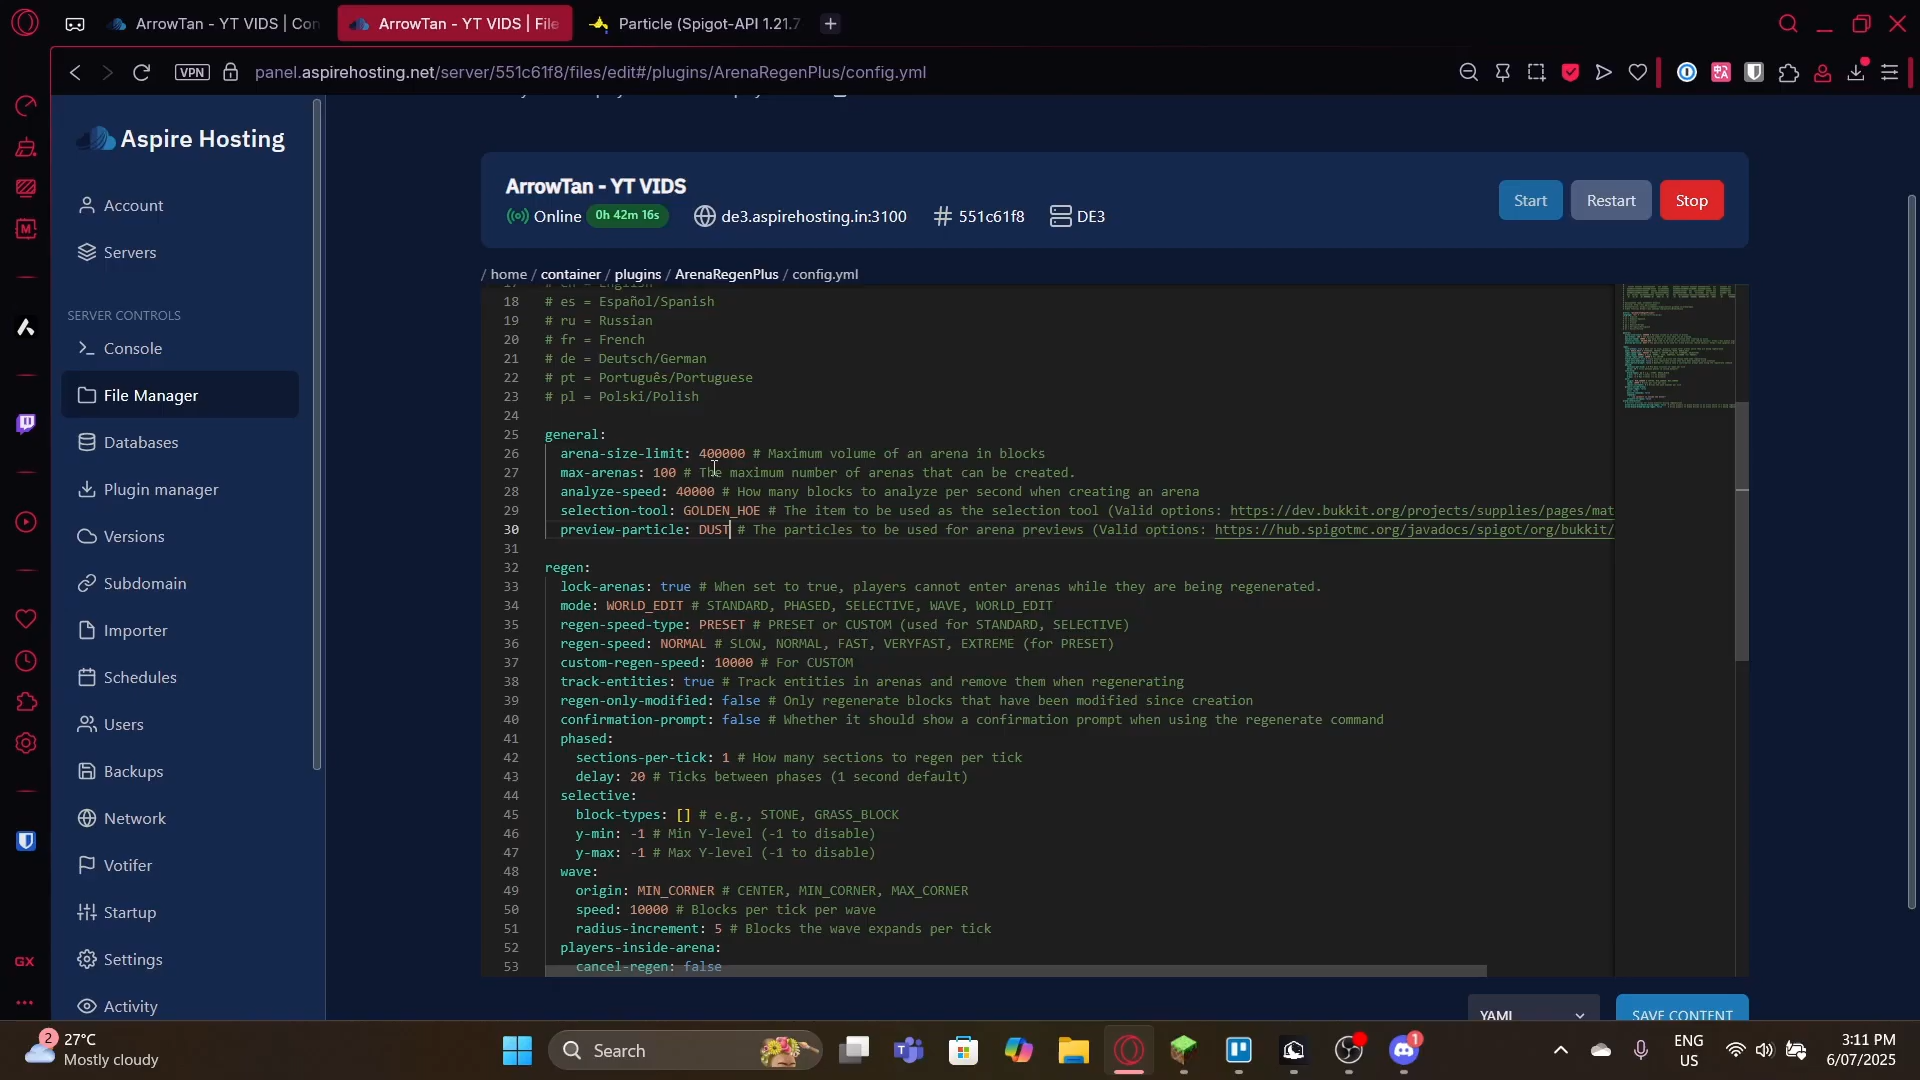 ArrowTan - YT VIDS | Con
ArrowTan - YT VIDS | File
Particle (Spigot-API 1.21.7
VPN
panel.aspirehosting.net/server/551c61f8/files/edit#/plugins/ArenaRegenPlus/config.yml
Aspire Hosting
Account
Servers
SERVER CONTROLS
Console
File Manager
Databases
Plugin manager
Versions
Subdomain
Importer
Schedules
Users
Backups
Network
Votifer
Startup
Settings
Activity
GX
ArrowTan - YT VIDS
Online 0h 42m 16s de3.aspirehosting.in:3100 551c61f8 DE3
Start Restart Stop
/ home / container / plugins / ArenaRegenPlus / config.yml
17 # en = English
18 # es = Español/Spanish
19 # ru = Russian
20 # fr = French
21 # de = Deutsch/German
22 # pt = Português/Portuguese
23 # pl = Polski/Polish
24
25 general:
26 arena-size-limit: 400000 # Maximum volume of an arena in blocks
27 max-arenas: 100 # The maximum number of arenas that can be created.
28 analyze-speed: 40000 # How many blocks to analyze per second when creating an arena
29 selection-tool: GOLDEN_HOE # The item to be used as the selection tool (Valid options: https://dev.bukkit.org/projects/supplies/pages/mat
30 preview-particle: DUST # The particles to be used for arena previews (Valid options: https://hub.spigotmc.org/javadocs/spigot/org/bukkit/
31
32 regen:
33 lock-arenas: true # When set to true, players cannot enter arenas while they are being regenerated.
34 mode: WORLD_EDIT # STANDARD, PHASED, SELECTIVE, WAVE, WORLD_EDIT
35 regen-speed-type: PRESET # PRESET or CUSTOM (used for STANDARD, SELECTIVE)
36 regen-speed: NORMAL # SLOW, NORMAL, FAST, VERYFAST, EXTREME (for PRESET)
37 custom-regen-speed: 10000 # For CUSTOM
38 track-entities: true # Track entities in arenas and remove them when regenerating
39 regen-only-modified: false # Only regenerate blocks that have been modified since creation
40 confirmation-prompt: false # Whether it should show a confirmation prompt when using the regenerate command
41 phased:
42 sections-per-tick: 1 # How many sections to regen per tick
43 delay: 20 # Ticks between phases (1 second default)
44 selective:
45 block-types: [] # e.g., STONE, GRASS_BLOCK
46 y-min: -1 # Min Y-level (-1 to disable)
47 y-max: -1 # Max Y-level (-1 to disable)
48 wave:
49 origin: MIN_CORNER # CENTER, MIN_CORNER, MAX_CORNER
50 speed: 10000 # Blocks per tick per wave
51 radius-increment: 5 # Blocks the wave expands per tick
52 players-inside-arena:
53 cancel-regen: false
YAML
SAVE CONTENT
2
27°C
Mostly cloudy
Search
1
ENG
US
3:11 PM
6/07/2025